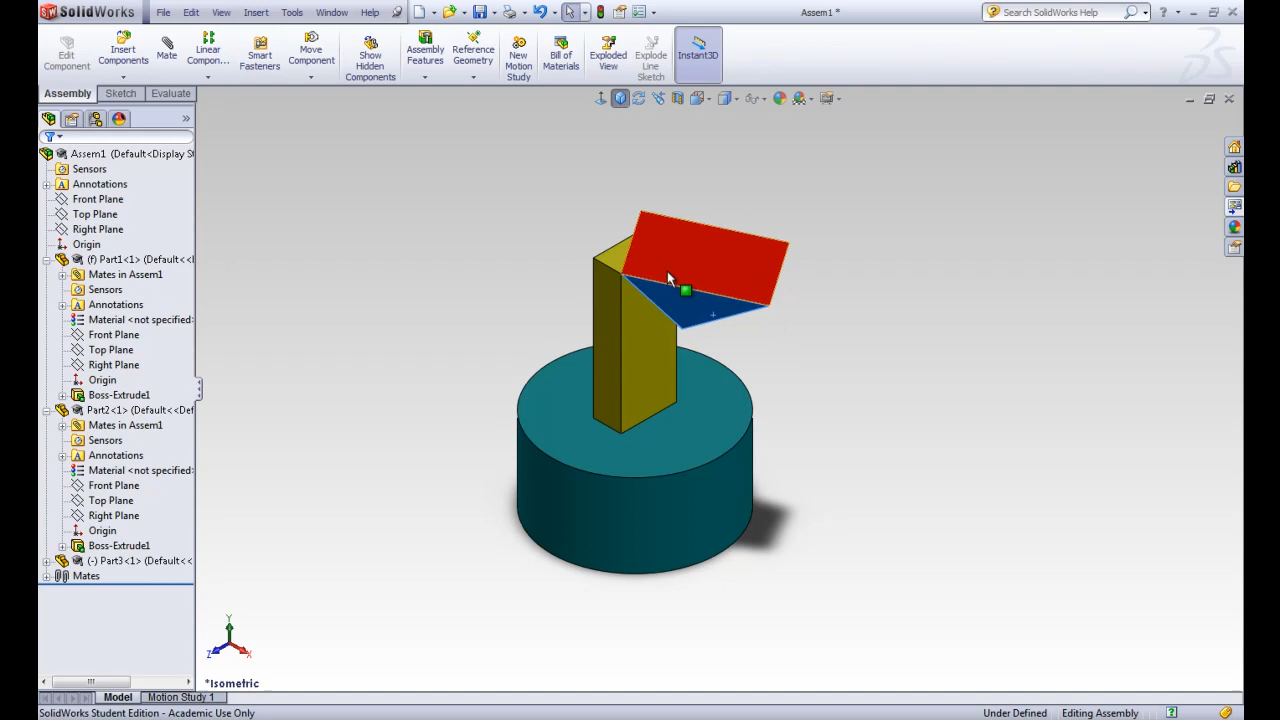 SolidWorks File Edit View Insert Tools Window Help Assem1 * Search SolidWorks Help
Edit Component
Insert Components
Mate
Linear Compon...
Smart Fasteners
Move Component
Show Hidden Components
Assembly Features
Reference Geometry
New Motion Study
Bill of Materials
Exploded View
Explode Line Sketch
Instant3D
Assembly Sketch Evaluate
Assem1 (Default<Display St
Sensors
Annotations
Front Plane
Top Plane
Right Plane
Origin
(f) Part1<1> (Default<<
Mates in Assem1
Sensors
Annotations
Material <not specified>
Front Plane
Top Plane
Right Plane
Origin
Boss-Extrude1
Part2<1> (Default<<Def
Mates in Assem1
Sensors
Annotations
Material <not specified>
Front Plane
Top Plane
Right Plane
Origin
Boss-Extrude1
(-) Part3<1> (Default<<
Mates
Y
Z X
*Isometric
Model Motion Study 1
SolidWorks Student Edition - Academic Use Only Under Defined Editing Assembly